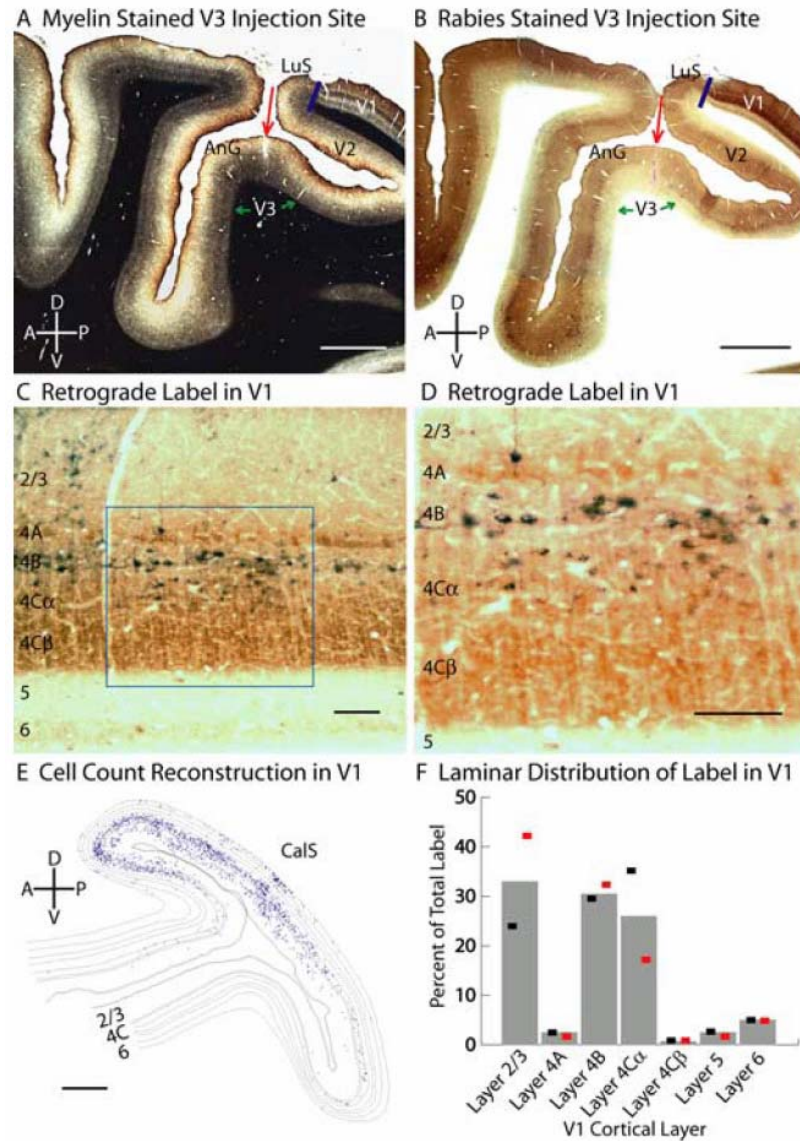 A Myelin Stained V3 Injection Site
LuS
V1
V2
AnG
V3
D
A
P
V
B Rabies Stained V3 Injection Site
LuS
V1
V2
AnG
V3
D
A
P
V
C Retrograde Label in V1
2/3
4A
4B
4Cα
4Cβ
5
6
D Retrograde Label in V1
2/3
4A
4B
4Cα
4Cβ
5
E Cell Count Reconstruction in V1
CalS
D
A
P
V
2/3
4C
6
F Laminar Distribution of Label in V1
Percent of Total Label
50
40
30
20
10
0
Layer 2/3
Layer 4A
Layer 4B
Layer 4Cα
Layer 4Cβ
Layer 5
Layer 6
V1 Cortical Layer